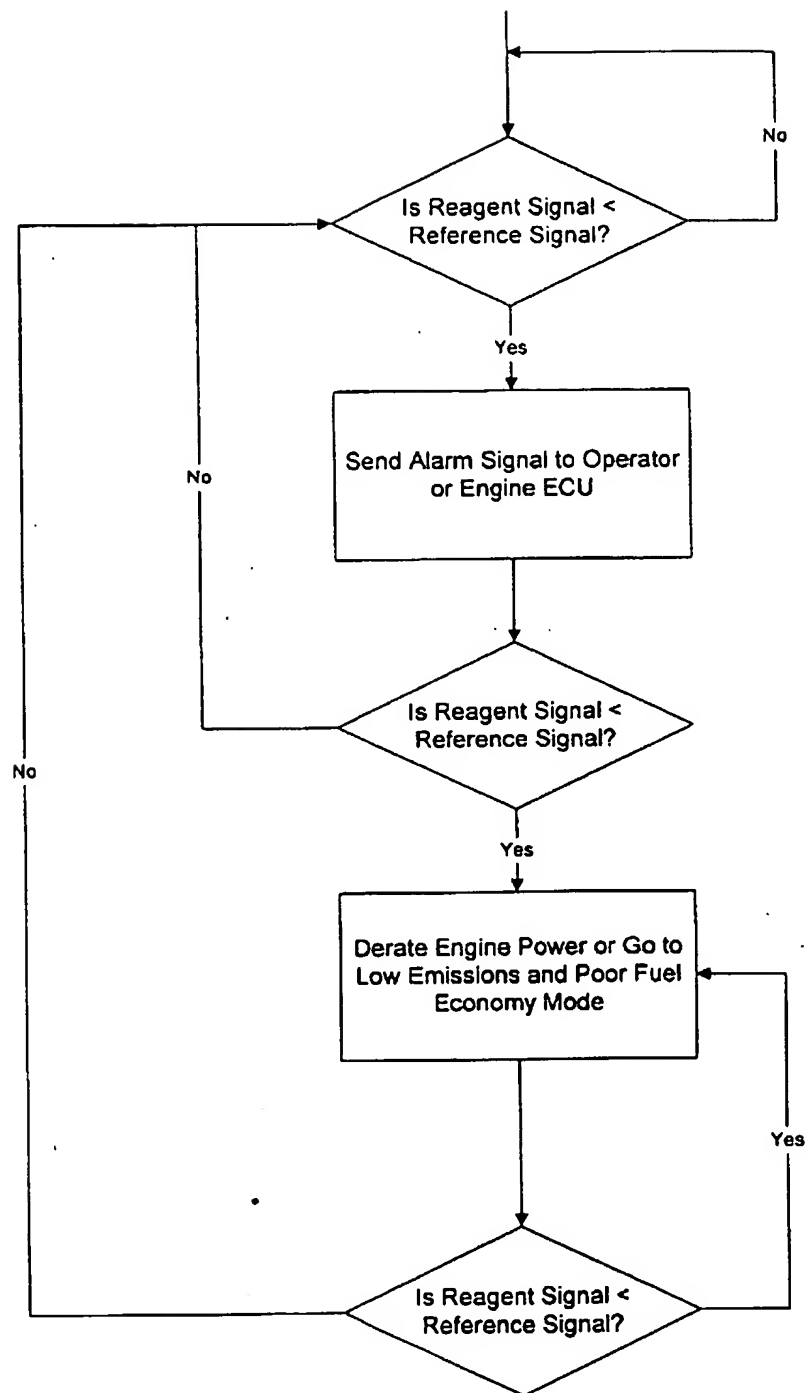 No
Is Reagent Signal <
Reference Signal?
Yes
Send Alarm Signal to Operator
or Engine ECU
No
Is Reagent Signal <
Reference Signal?
No
Yes
Derate Engine Power or Go to
Low Emissions and Poor Fuel
Economy Mode
Yes
Is Reagent Signal <
Reference Signal?